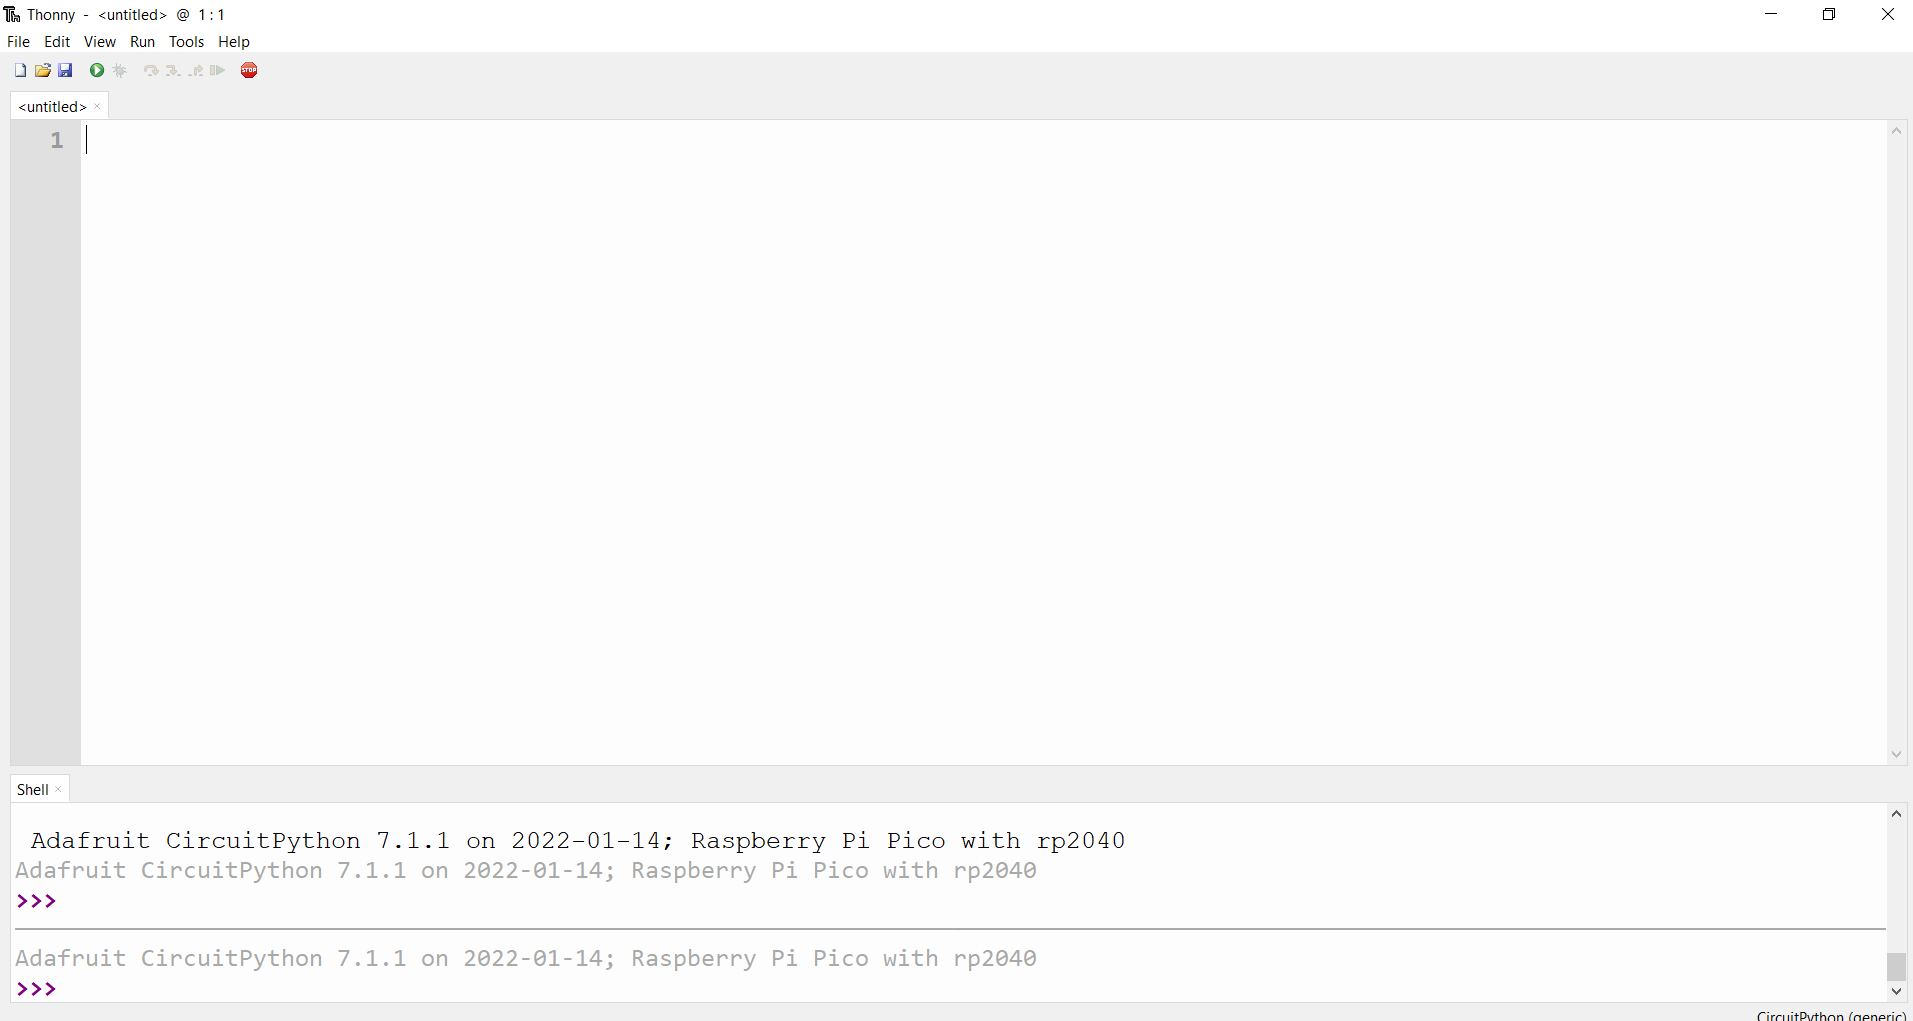 Thonny - <untitled> @ 1 : 1
File Edit View Run Tools Help
STOP
<untitled> ×
1
Shell ×
Adafruit CircuitPython 7.1.1 on 2022-01-14; Raspberry Pi Pico with rp2040
Adafruit CircuitPython 7.1.1 on 2022-01-14; Raspberry Pi Pico with rp2040
>>>
Adafruit CircuitPython 7.1.1 on 2022-01-14; Raspberry Pi Pico with rp2040
>>>
CircuitPython (generic)